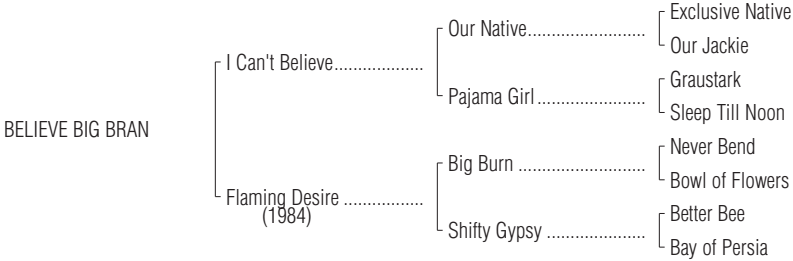 Exclusive Native
Our Native........................
Our Jackie
I Can't Believe...................
Graustark
Pajama Girl......................
Sleep Till Noon
BELIEVE BIG BRAN
Never Bend
Big Burn ..........................
Bowl of Flowers
Flaming Desire .................
(1984)
Better Bee
Shifty Gypsy ....................
Bay of Persia